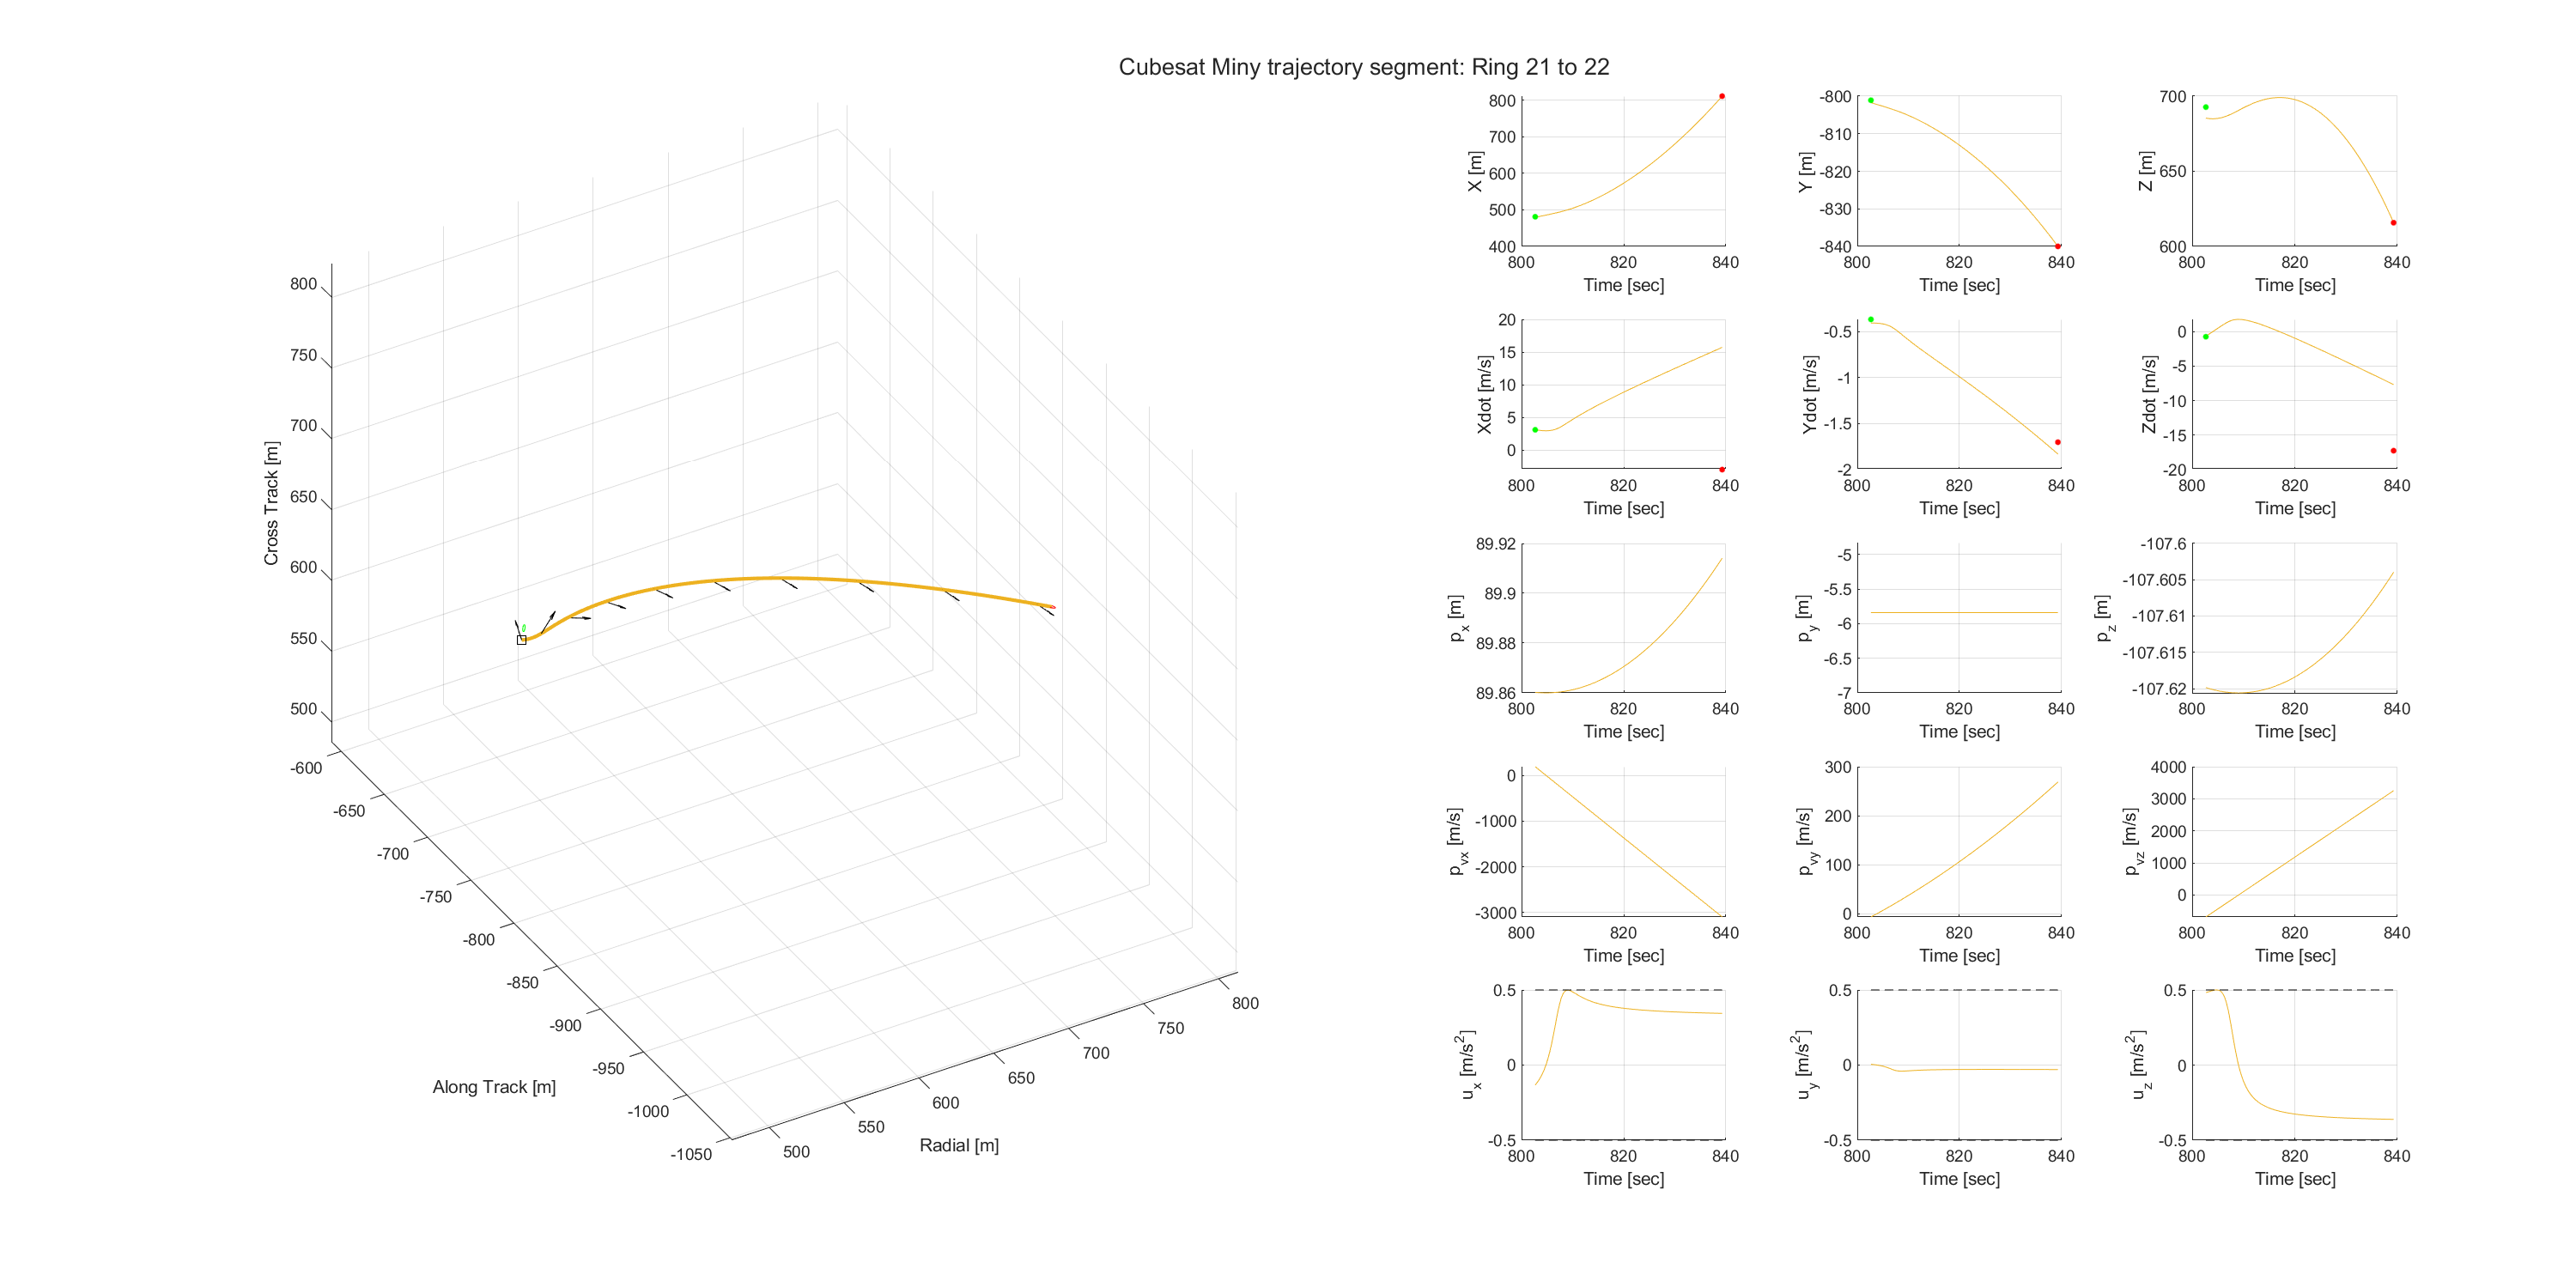 Cubesat Miny trajectory segment: Ring 21 to 22
800
750
700
650
600
550
500
Cross Track [m]
-600
-650
-700
-750
-800
-850
-900
-950
-1000
-1050
Along Track [m]
500
550
600
650
700
750
800
Radial [m]
800
700
600
500
400
X [m]
800 820 840
Time [sec]
-800
-810
-820
-830
-840
Y [m]
800 820 840
Time [sec]
700
650
600
Z [m]
800 820 840
Time [sec]
20
15
10
5
0
Xdot [m/s]
800 820 840
Time [sec]
-0.5
-1
-1.5
-2
Ydot [m/s]
800 820 840
Time [sec]
0
-5
-10
-15
-20
Zdot [m/s]
800 820 840
Time [sec]
89.92
89.9
89.88
89.86
p_x [m]
800 820 840
Time [sec]
-5
-5.5
-6
-6.5
-7
p_y [m]
800 820 840
Time [sec]
-107.6
-107.605
-107.61
-107.615
-107.62
p_z [m]
800 820 840
Time [sec]
0
-1000
-2000
-3000
p_vx [m/s]
800 820 840
Time [sec]
300
200
100
0
p_vy [m/s]
800 820 840
Time [sec]
4000
3000
2000
1000
0
p_vz [m/s]
800 820 840
Time [sec]
0.5
0
-0.5
u_x [m/s²]
800 820 840
Time [sec]
0.5
0
-0.5
u_y [m/s²]
800 820 840
Time [sec]
0.5
0
-0.5
u_z [m/s²]
800 820 840
Time [sec]